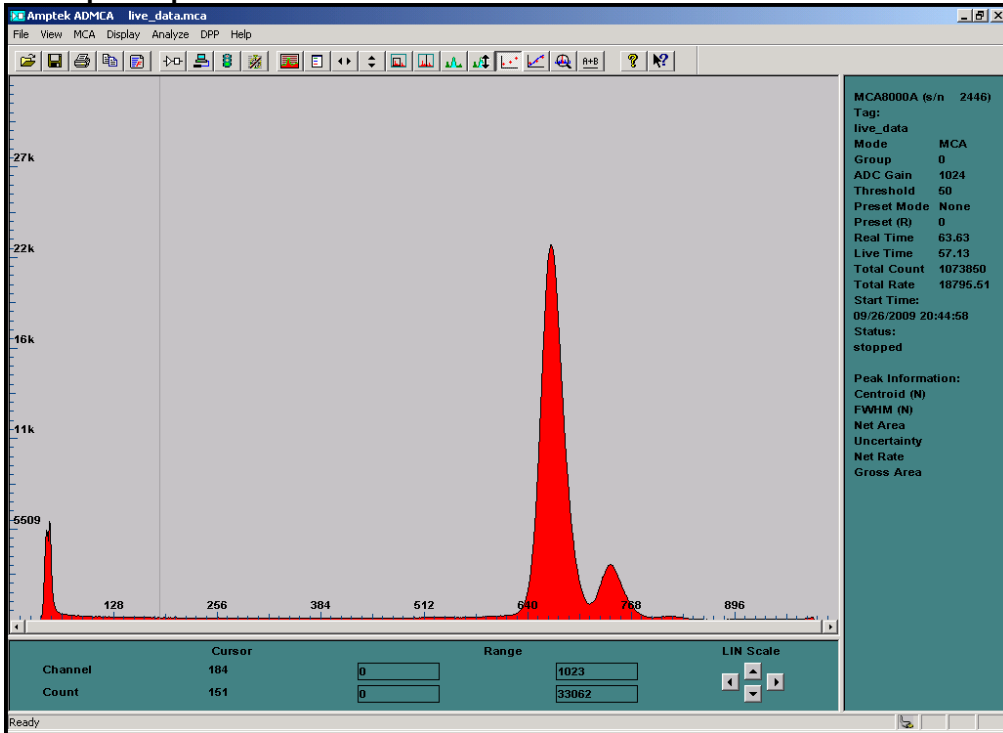 Amptek ADMCA live_data.mca
File View MCA Display Analyze DPP Help
A+B
MCA8000A (s/n 2446)
Tag:
live_data
Mode MCA
Group 0
ADC Gain 1024
Threshold 50
Preset Mode None
Preset (R) 0
Real Time 63.63
Live Time 57.13
Total Count 1073850
Total Rate 18795.51
Start Time:
09/26/2009 20:44:58
Status:
stopped
Peak Information:
Centroid (N)
FWHM (N)
Net Area
Uncertainty
Net Rate
Gross Area
27k
22k
16k
11k
5509
128 256 384 512 640 768 896
Cursor Range LIN Scale
Channel 184 0 1023
Count 151 0 33062
Ready